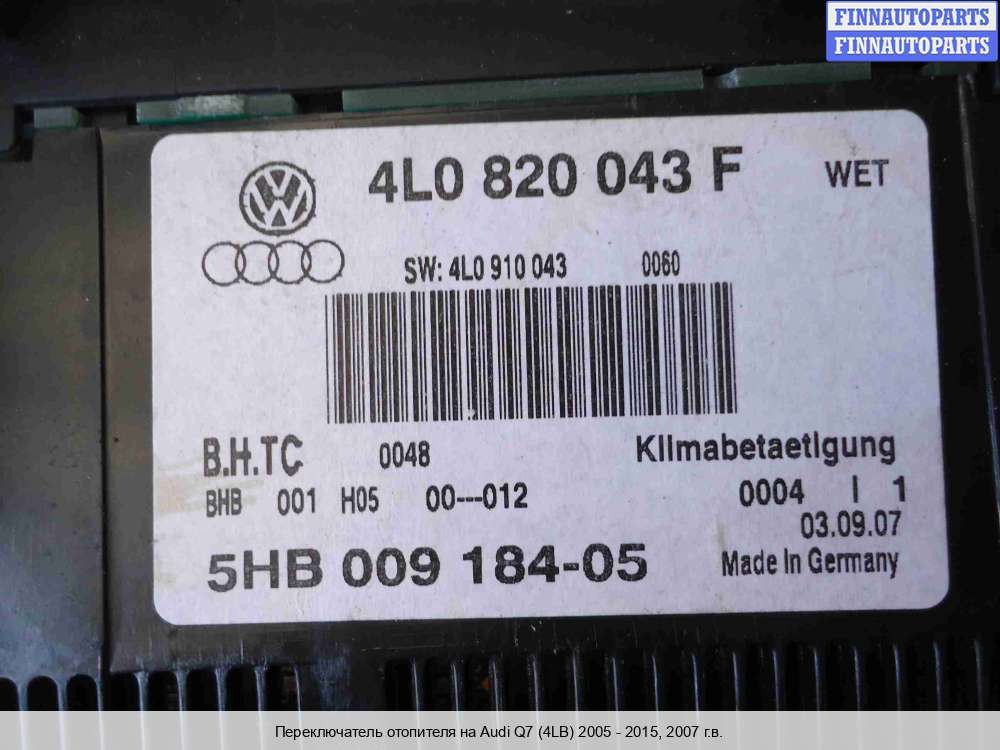 FINNAUTOPARTS
FINNAUTOPARTS
4L0 820 043 F WET
SW: 4L0 910 043 0060
B.H.TC 0048 Klimabetaetigung
BHB 001 H05 00---012 0004 I 1
03.09.07
5HB 009 184-05 Made In Germany
Переключатель отопителя на Audi Q7 (4LB) 2005 - 2015, 2007 г.в.